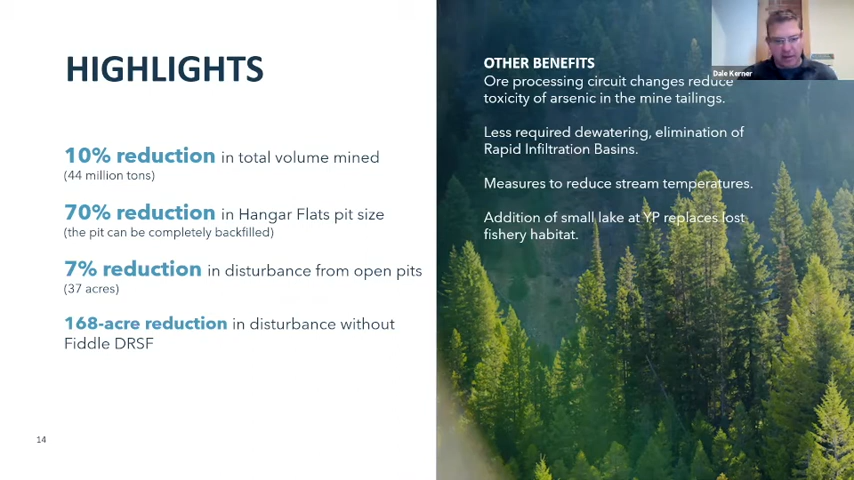 HIGHLIGHTS
10% reduction in total volume mined
(44 million tons)
70% reduction in Hangar Flats pit size
(the pit can be completely backfilled)
7% reduction in disturbance from open pits
(37 acres)
168-acre reduction in disturbance without
Fiddle DRSF
14
OTHER BENEFITS
Ore processing circuit changes reduce
toxicity of arsenic in the mine tailings.
Less required dewatering, elimination of
Rapid Infiltration Basins.
Measures to reduce stream temperatures.
Addition of small lake at YP replaces lost
fishery habitat.
Dale Kerner